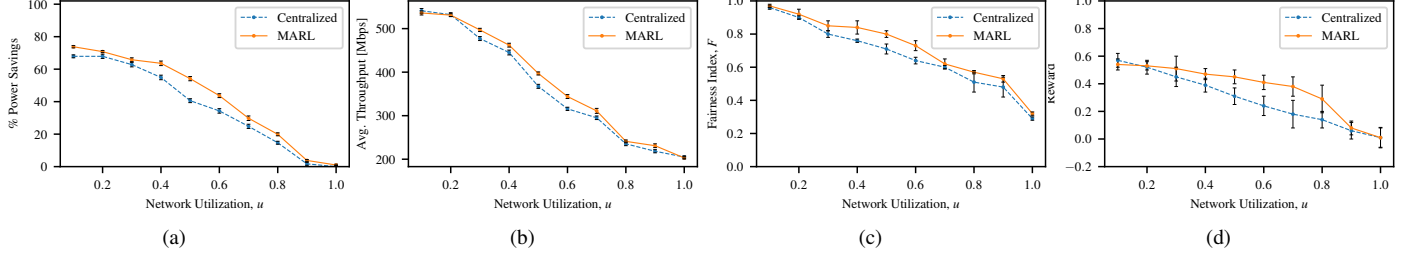 100
80
60
40
20
0
% Power Savings
Centralized
MARL
0.2
0.4
0.6
0.8
1.0
Network Utilization, u
(a)
500
400
300
200
Avg. Throughput [Mbps]
Centralized
MARL
0.2
0.4
0.6
0.8
1.0
Network Utilization, u
(b)
1.0
0.8
0.6
0.4
0.2
0.0
Fairness Index, F
Centralized
MARL
0.2
0.4
0.6
0.8
1.0
Network Utilization, u
(c)
1.0
0.8
0.6
0.4
0.2
0.0
−0.2
Reward
Centralized
MARL
0.2
0.4
0.6
0.8
1.0
Network Utilization, u
(d)